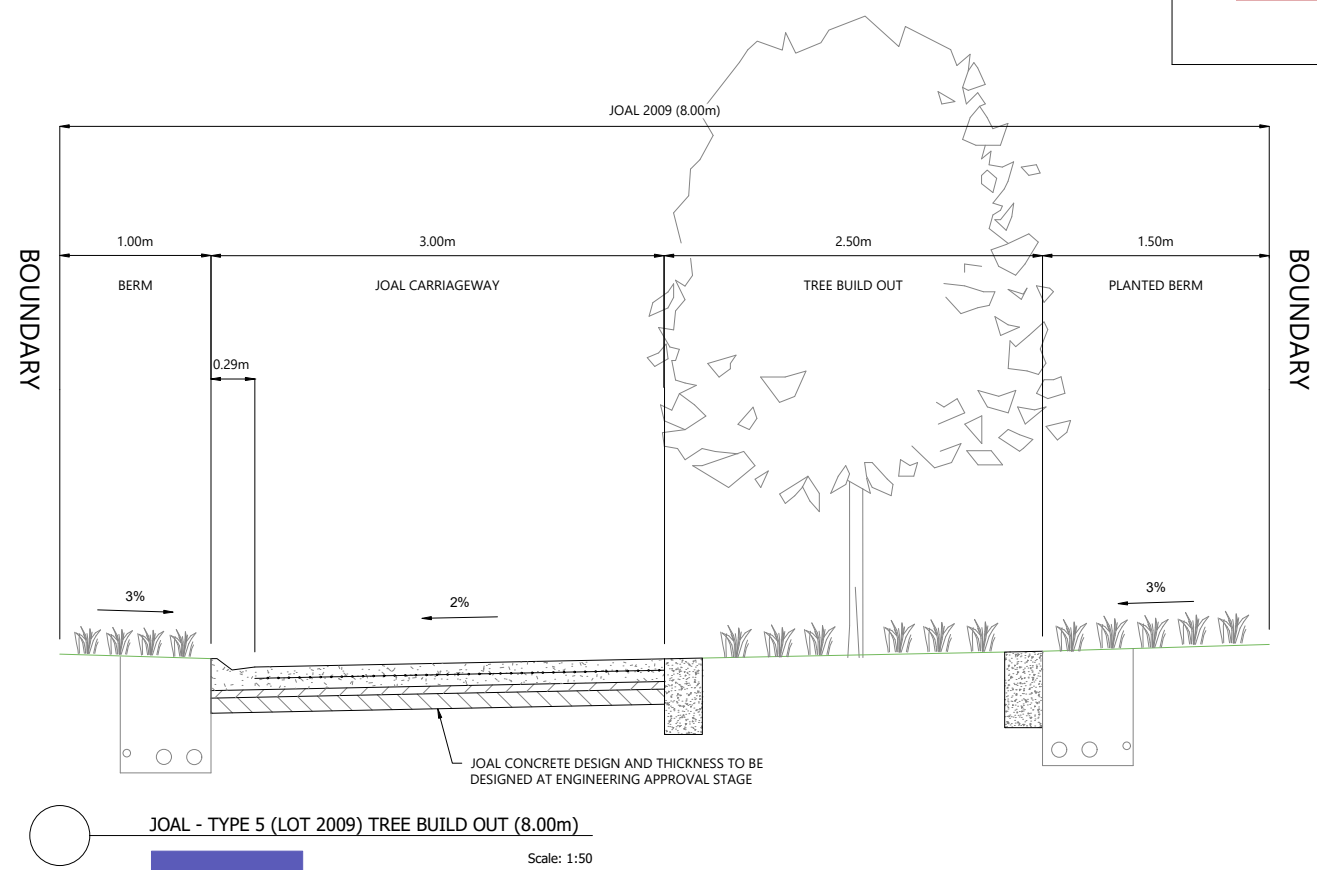 JOAL 2009 (8.00m)
1.00m
3.00m
2.50m
1.50m
BOUNDARY
BERM
JOAL CARRIAGEWAY
TREE BUILD OUT
PLANTED BERM
BOUNDARY
0.29m
3%
2%
3%
JOAL CONCRETE DESIGN AND THICKNESS TO BE
DESIGNED AT ENGINEERING APPROVAL STAGE
JOAL - TYPE 5 (LOT 2009) TREE BUILD OUT (8.00m)
Scale: 1:50